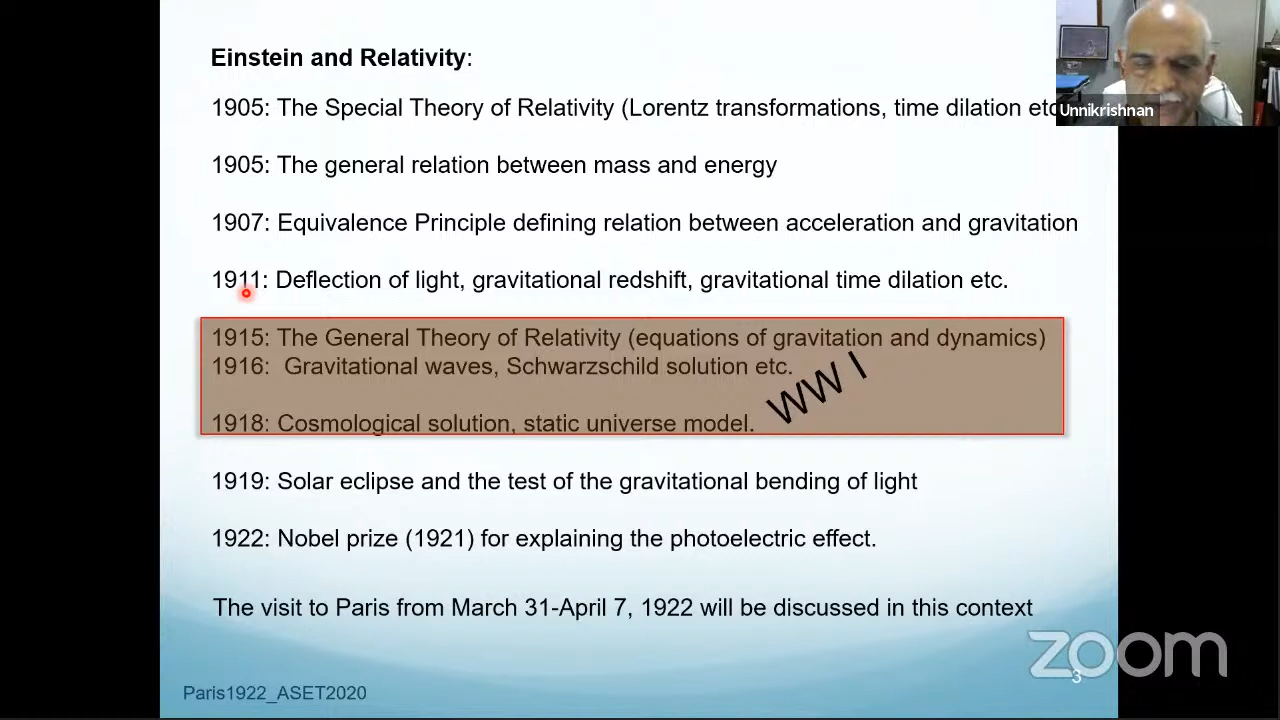 Einstein and Relativity:
1905: The Special Theory of Relativity (Lorentz transformations, time dilation etc
Unnikrishnan
1905: The general relation between mass and energy
1907: Equivalence Principle defining relation between acceleration and gravitation
1911: Deflection of light, gravitational redshift, gravitational time dilation etc.
1915: The General Theory of Relativity (equations of gravitation and dynamics)
1916: Gravitational waves, Schwarzschild solution etc.
WW I
1918: Cosmological solution, static universe model.
1919: Solar eclipse and the test of the gravitational bending of light
1922: Nobel prize (1921) for explaining the photoelectric effect.
The visit to Paris from March 31-April 7, 1922 will be discussed in this context
zoom
3
Paris1922_ASET2020